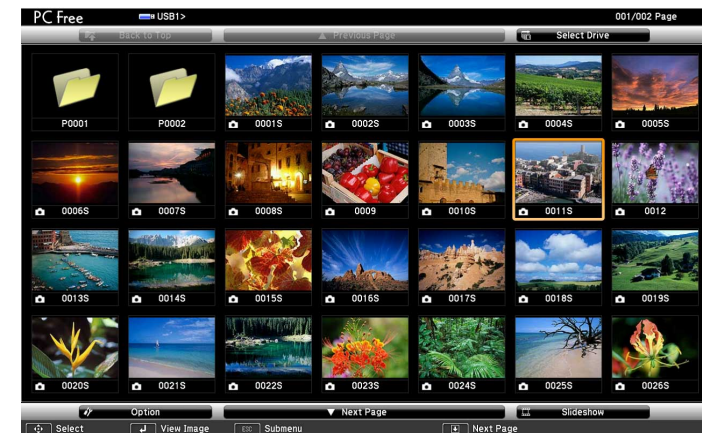 PC Free USB1> 001/002 Page
Back to Top Previous Page Select Drive
P0001 P0002 0001S 0002S 0003S 0004S 0005S
0006S 0007S 0008S 0009 0010S 0011S 0012
0013S 0014S 0015S 0016S 0017S 0018S 0019S
0020S 0021S 0022S 0023S 0024S 0025S 0026S
Option Next Page Slideshow
Select View Image ESC Submenu Next Page